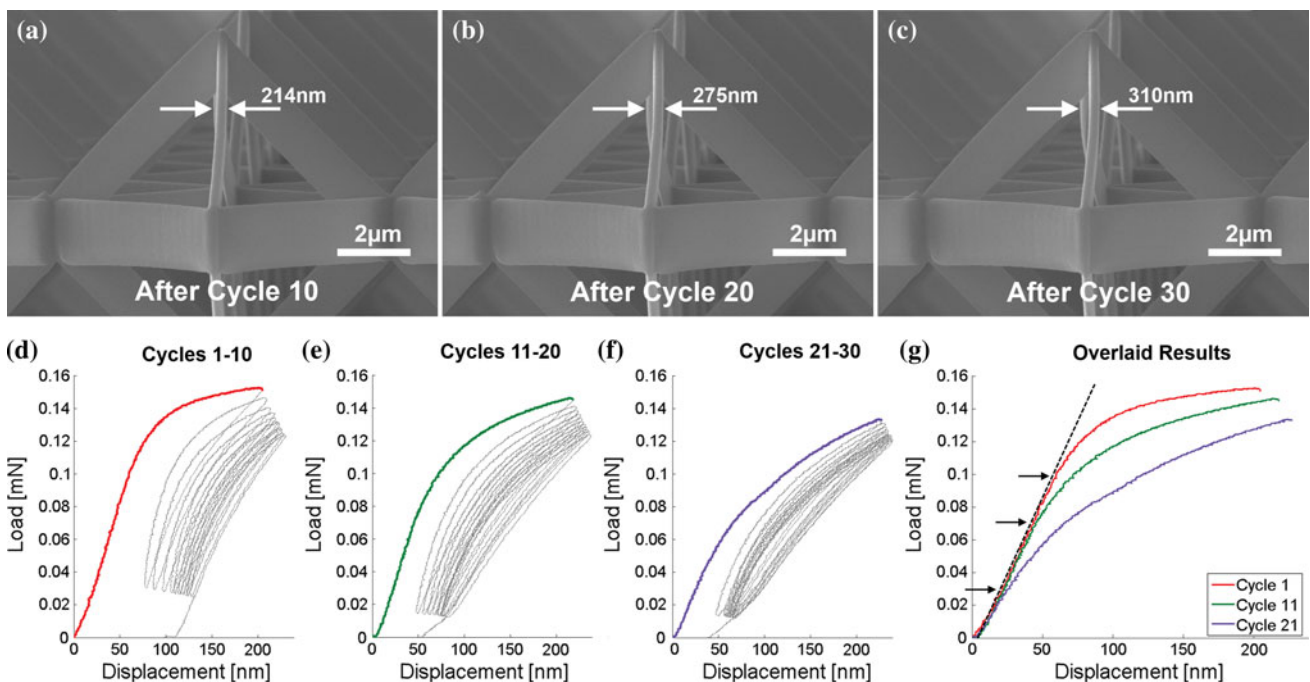 (a)
214nm
2µm
After Cycle 10
(b)
275nm
2µm
After Cycle 20
(c)
310nm
2µm
After Cycle 30
(d)
Cycles 1-10
0.16
0.14
0.12
0.1
0.08
0.06
0.04
0.02
0
Load [mN]
0 50 100 150 200
Displacement [nm]
(e)
Cycles 11-20
0.16
0.14
0.12
0.1
0.08
0.06
0.04
0.02
0
Load [mN]
0 50 100 150 200
Displacement [nm]
(f)
Cycles 21-30
0.16
0.14
0.12
0.1
0.08
0.06
0.04
0.02
0
Load [mN]
0 50 100 150 200
Displacement [nm]
(g)
Overlaid Results
0.16
0.14
0.12
0.1
0.08
0.06
0.04
0.02
0
Load [mN]
Cycle 1
Cycle 11
Cycle 21
0 50 100 150 200
Displacement [nm]